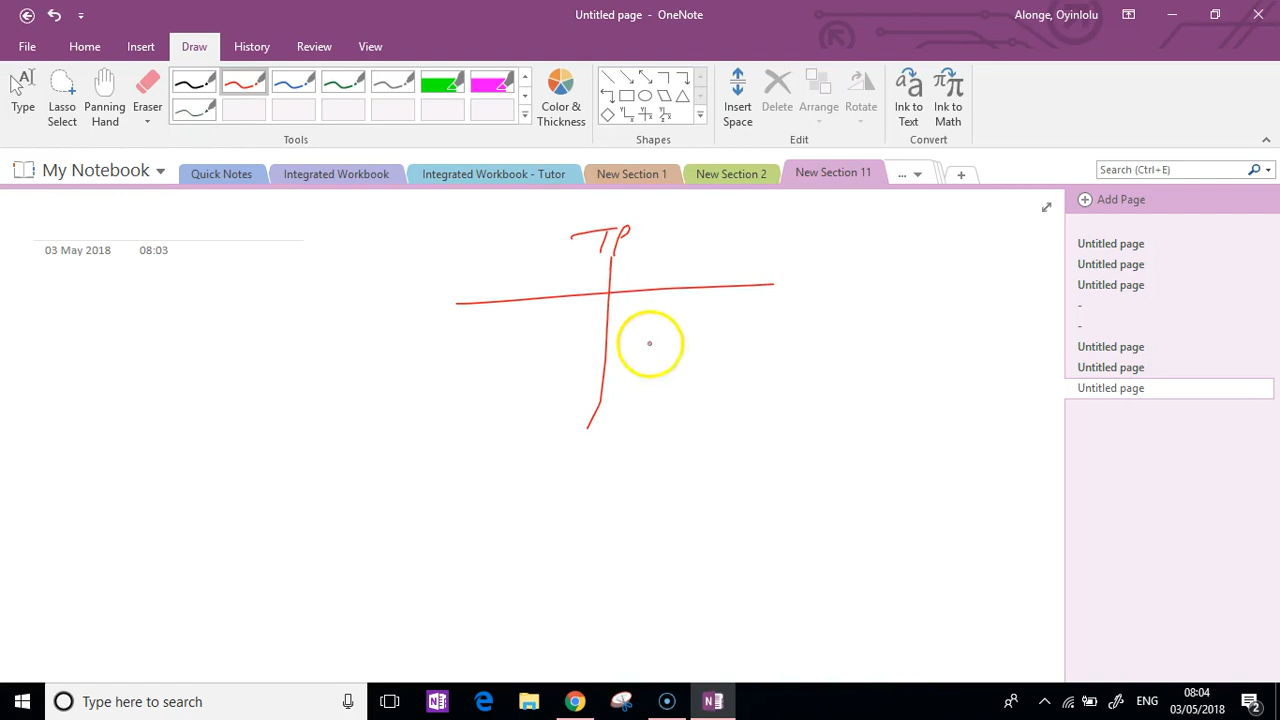 Untitled page - OneNote
Alonge, Oyinlolu
File Home Insert Draw History Review View
Type
Lasso Select
Panning Hand
Eraser
Color & Thickness
Insert Space
Delete
Arrange
Rotate
Ink to Text
Ink to Math
Tools
Shapes
Edit
Convert
My Notebook
Quick Notes
Integrated Workbook
Integrated Workbook - Tutor
New Section 1
New Section 2
New Section 11
...
Search (Ctrl+E)
Add Page
03 May 2018 08:03
TP
Untitled page
Untitled page
Untitled page
-
-
Untitled page
Untitled page
Untitled page
Type here to search
ENG
08:04
03/05/2018
2